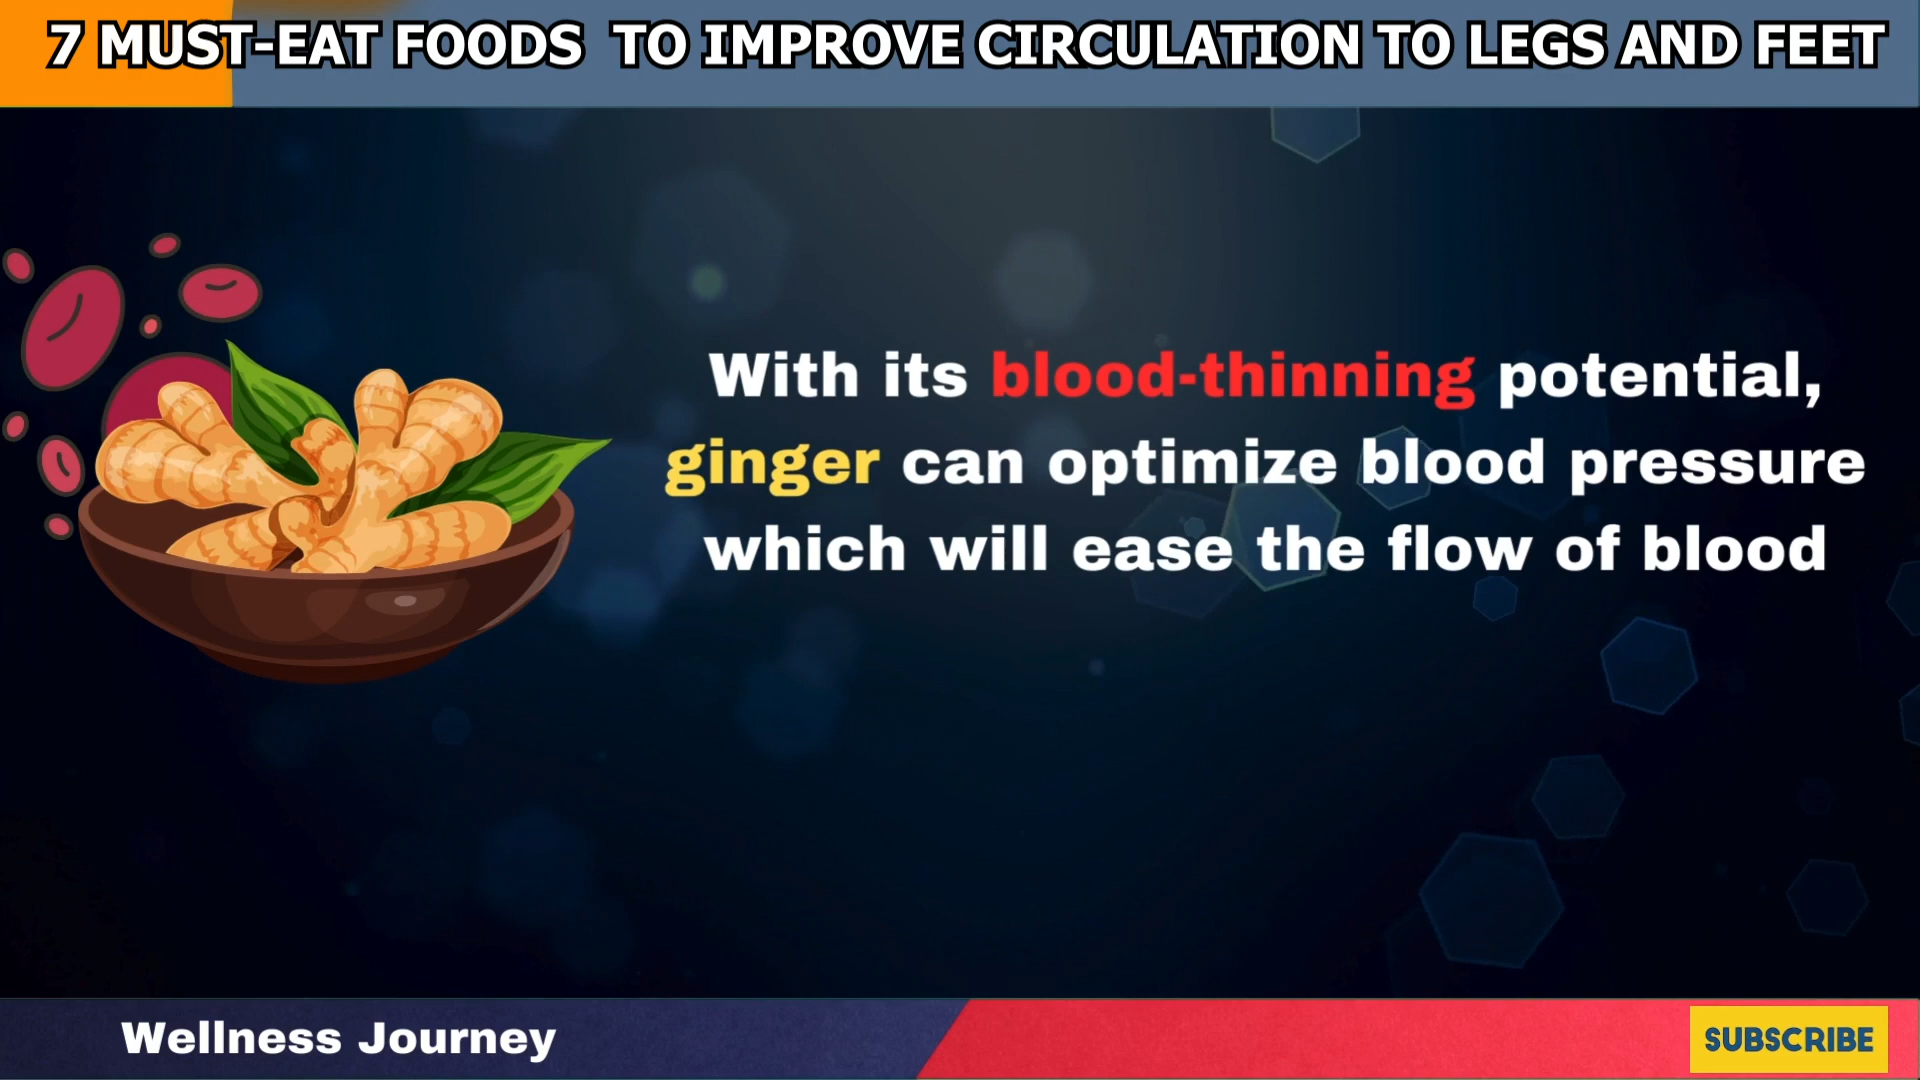 7 MUST-EAT FOODS TO IMPROVE CIRCULATION TO LEGS AND FEET
With its blood-thinning potential,
ginger can optimize blood pressure
which will ease the flow of blood
Wellness Journey
SUBSCRIBE